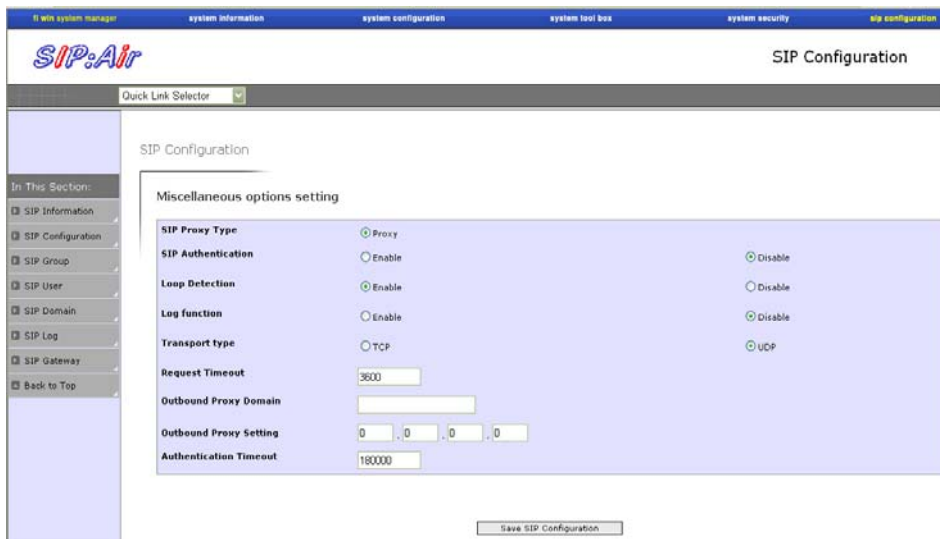 fi win system manager system information system configuration system tool box system security sip configuration
SIP:Air
SIP Configuration
Quick Link Selector
SIP Configuration
In This Section:
SIP Information
SIP Configuration
SIP Group
SIP User
SIP Domain
SIP Log
SIP Gateway
Back to Top
Miscellaneous options setting
SIP Proxy Type Proxy
SIP Authentication Enable Disable
Loop Detection Enable Disable
Log function Enable Disable
Transport type TCP UDP
Request Timeout 3600
Outbound Proxy Domain
Outbound Proxy Setting 0 . 0 . 0 . 0
Authentication Timeout 180000
Save SIP Configuration